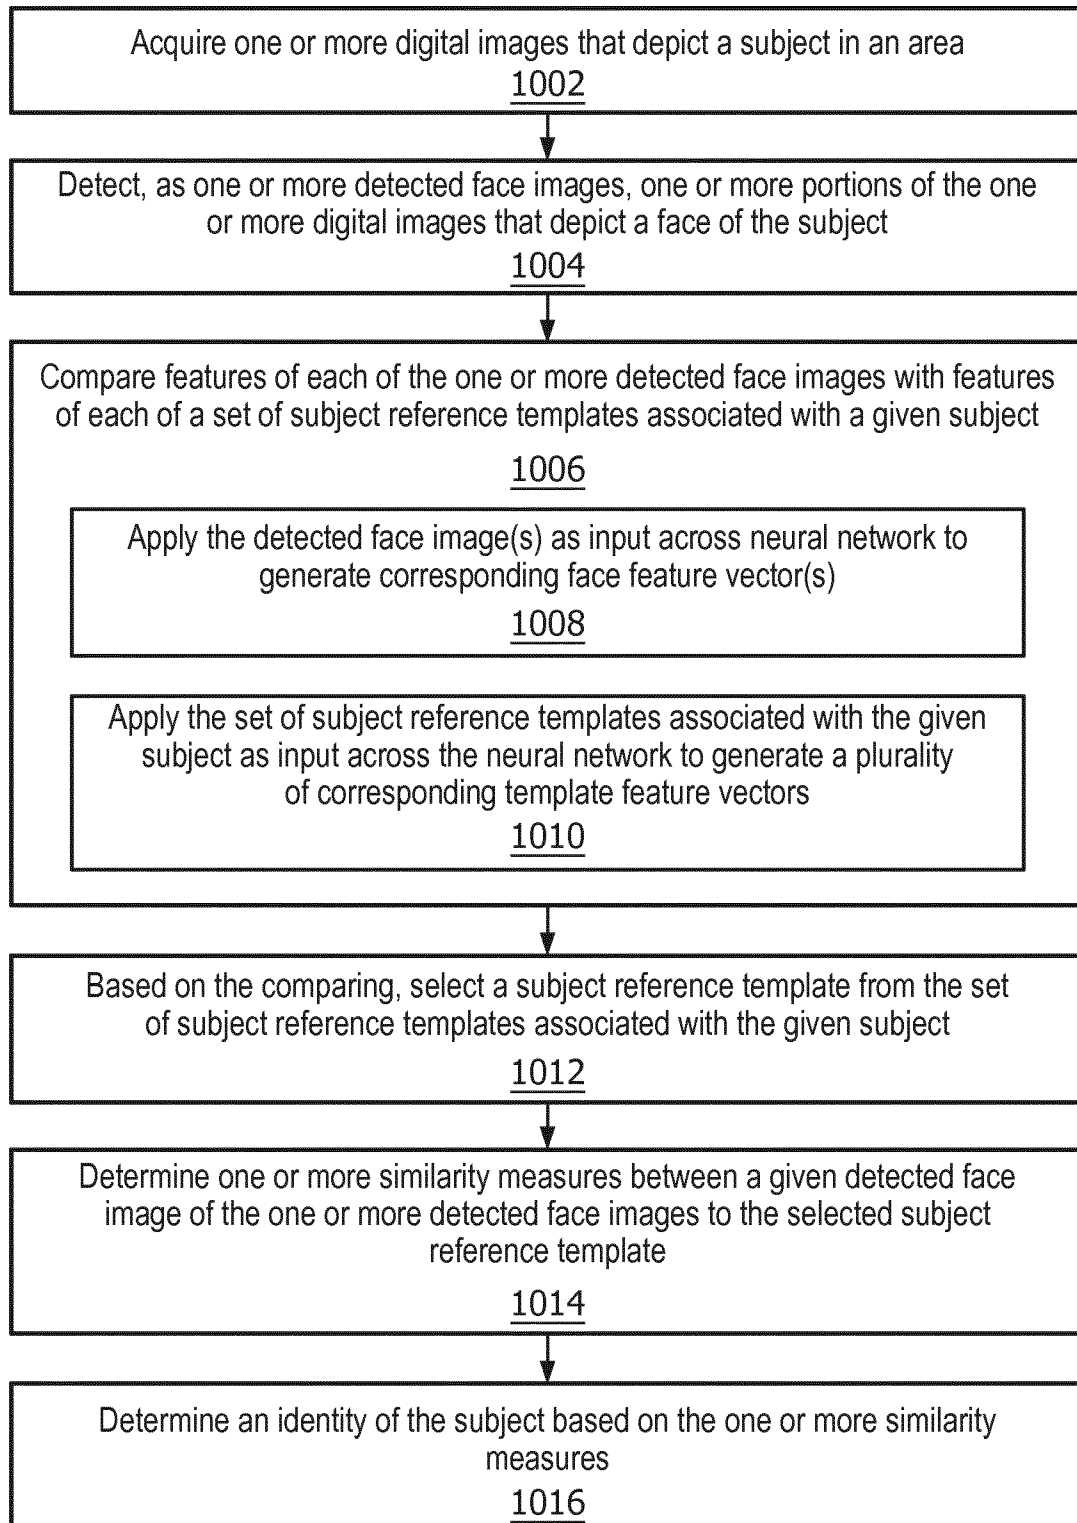 Acquire one or more digital images that depict a subject in an area
1002
Detect, as one or more detected face images, one or more portions of the one
or more digital images that depict a face of the subject
1004
Compare features of each of the one or more detected face images with features
of each of a set of subject reference templates associated with a given subject
1006
Apply the detected face image(s) as input across neural network to
generate corresponding face feature vector(s)
1008
Apply the set of subject reference templates associated with the given
subject as input across the neural network to generate a plurality
of corresponding template feature vectors
1010
Based on the comparing, select a subject reference template from the set
of subject reference templates associated with the given subject
1012
Determine one or more similarity measures between a given detected face
image of the one or more detected face images to the selected subject
reference template
1014
Determine an identity of the subject based on the one or more similarity
measures
1016